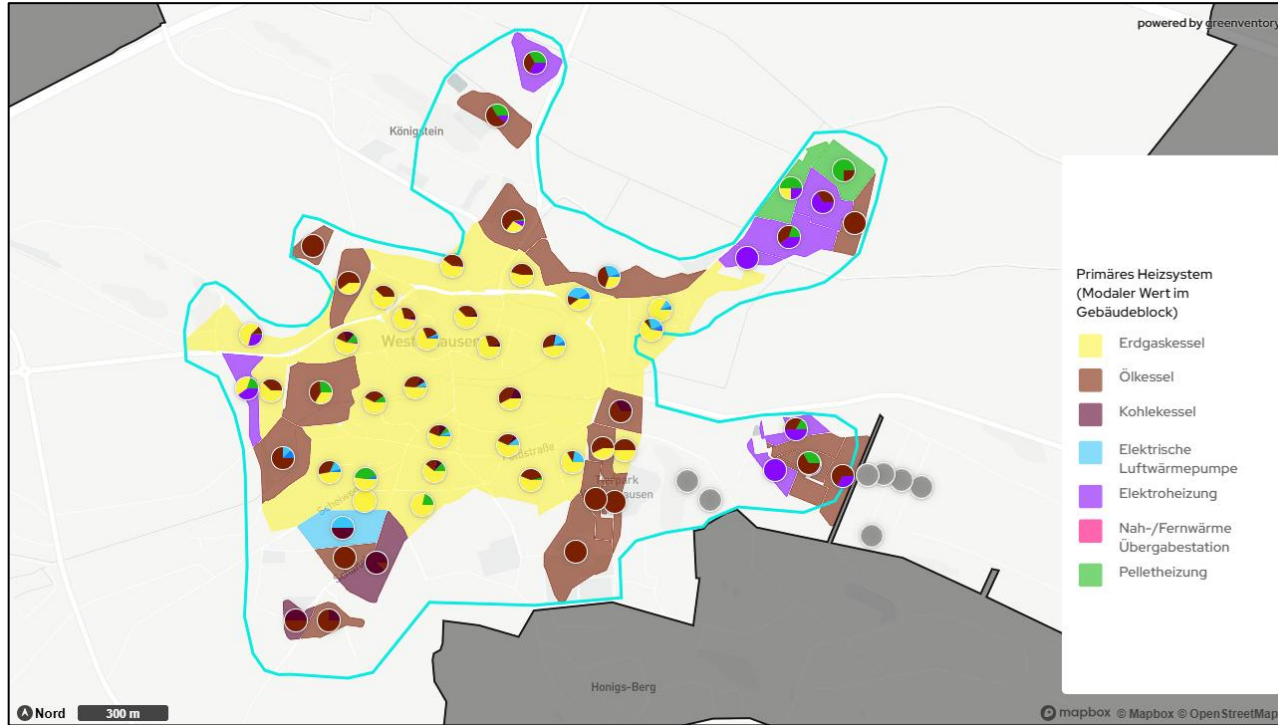 powered by greenventory
Königstein
Feldstraße
Honigs-Berg
Primäres Heizsystem
(Modaler Wert im
Gebäudeblock)
Erdgaskessel
Ölkessel
Kohlekessel
Elektrische
Luftwärmepumpe
Elektroheizung
Nah-/Fernwärme
Übergabestation
Pelletheizung
Nord
300 m
mapbox © Mapbox © OpenStreetMap